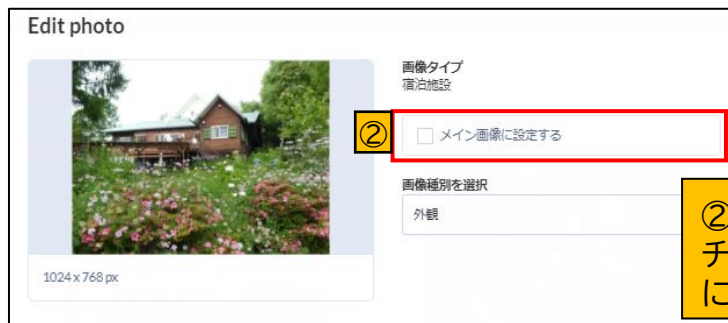 Edit photo
画像タイプ
宿泊施設
②
メイン画像に設定する
画像種別を選択
外観
1024 x 768 px
②
チ
に